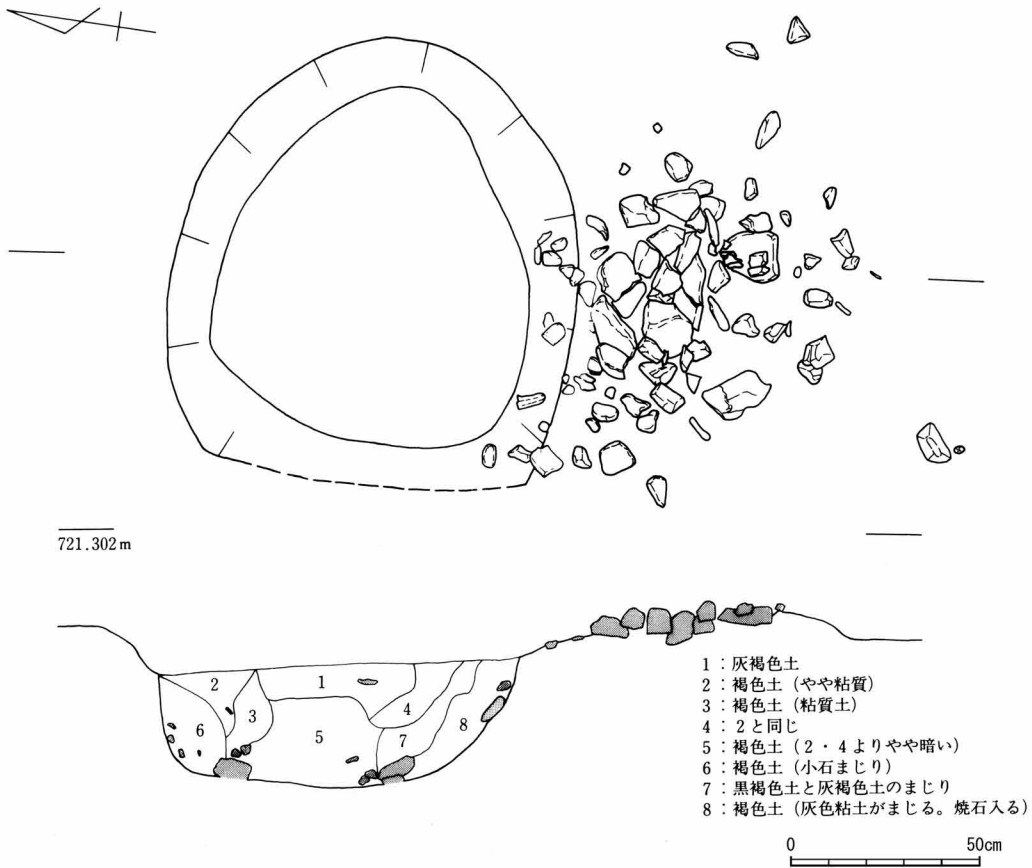 721.302m
1
2
3
4
5
6
7
8
1：灰褐色土
2：褐色土（やや粘質）
3：褐色土（粘質土）
4：2と同じ
5：褐色土（2・4よりやや暗い）
6：褐色土（小石まじり）
7：黒褐色土と灰褐色土のまじり
8：褐色土（灰色粘土がまじる。焼石入る）
0 50cm